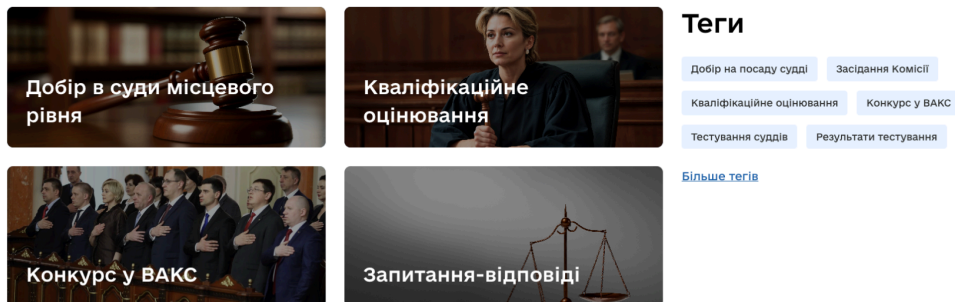 Добір в суди місцевого
рівня
Кваліфікаційне
оцінювання
Конкурс у ВАКС
Запитання-відповіді
Теги
Добір на посаду судді
Засідання Комісії
Кваліфікаційне оцінювання
Конкурс у ВАКС
Тестування суддів
Результати тестування
Більше тегів